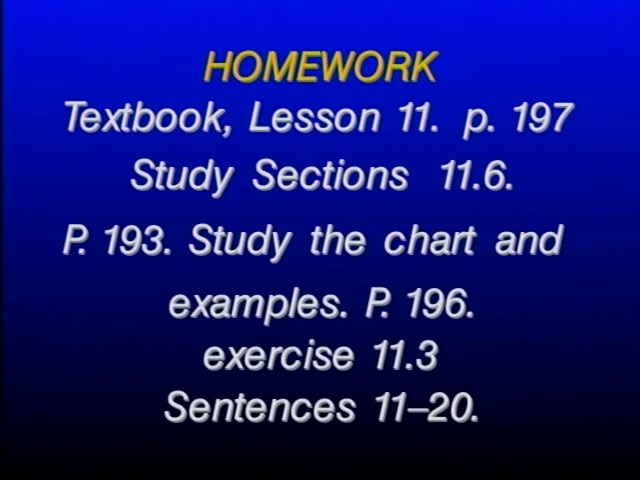 HOMEWORK
Textbook, Lesson 11. p. 197
Study Sections 11.6.
P. 193. Study the chart and
examples. P. 196.
exercise 11.3
Sentences 11–20.